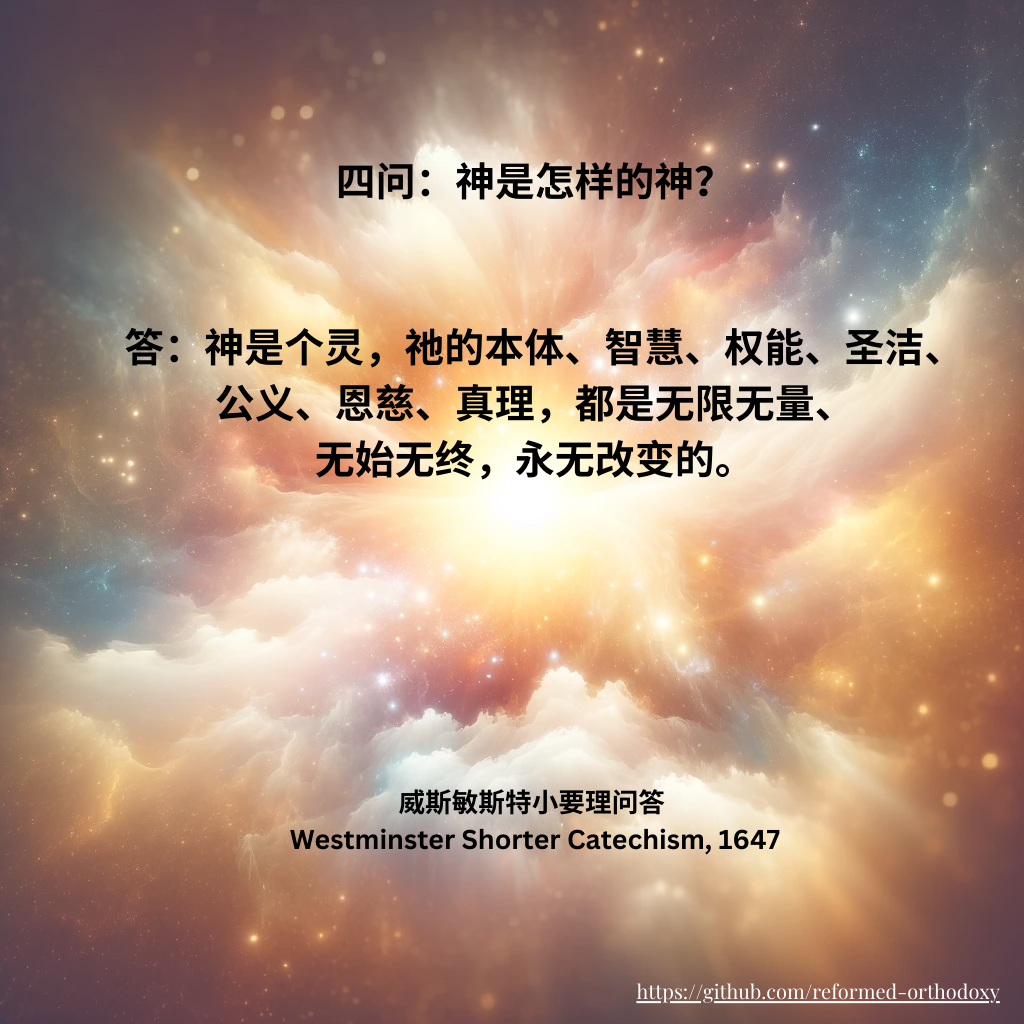 四问：神是怎样的神？
答：神是个灵，祂的本体、智慧、权能、圣洁、
公义、恩慈、真理，都是无限无量、
无始无终，永无改变的。
威斯敏斯特小要理问答
Westminster Shorter Catechism, 1647
https://github.com/reformed-orthodoxy